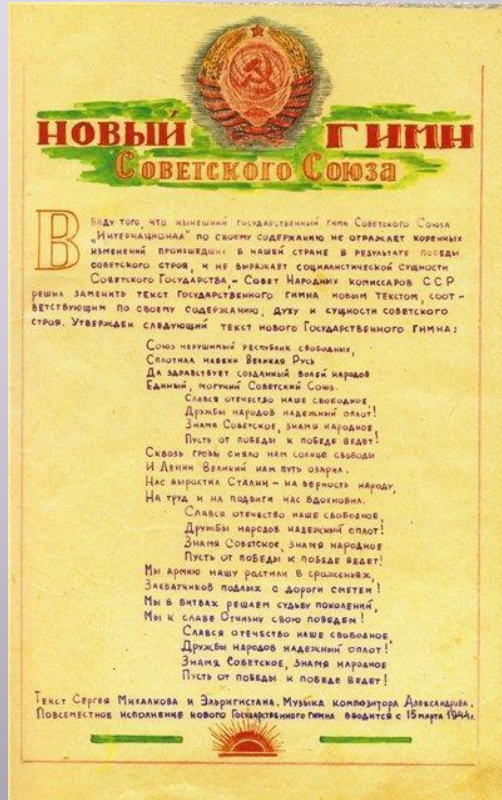 НОВЫЙ ГИМН
СОВЕТСКОГО СОЮЗА
ВВИДУ ТОГО ЧТО НЫНЕШНИЙ ГОСУДАРСТВЕННЫЙ ГИМН СОВЕТСКОГО СОЮЗА
„ИНТЕРНАЦИОНАЛ" ПО СВОЕМУ СОДЕРЖАНИЮ НЕ ОТРАЖАЕТ КОРЕННЫХ
ИЗМЕНЕНИЙ ПРОИСШЕДШИХ В НАШЕЙ СТРАНЕ В РЕЗУЛЬТАТЕ ПОБЕДЫ
СОВЕТСКОГО СТРОЯ, И НЕ ВЫРАЖАЕТ СОЦИАЛИСТИЧЕСКОЙ СУЩНОСТИ
СОВЕТСКОГО ГОСУДАРСТВА, – СОВЕТ НАРОДНЫХ КОМИССАРОВ ССР
РЕШИЛ ЗАМЕНИТЬ ТЕКСТ ГОСУДАРСТВЕННОГО ГИМНА НОВЫМ ТЕКСТОМ, СООТ-
ВЕТСТВУЮЩИМ ПО СВОЕМУ СОДЕРЖАНИЮ, ДУХУ И СУЩНОСТИ СОВЕТСКОГО
СТРОЯ. УТВЕРЖДЕН СЛЕДУЮЩИЙ ТЕКСТ НОВОГО ГОСУДАРСТВЕННОГО ГИМНА:
СОЮЗ НЕРУШИМЫЙ РЕСПУБЛИК СВОБОДНЫХ,
СПЛОТИЛА НАВЕКИ ВЕЛИКАЯ РУСЬ
ДА ЗДРАВСТВУЕТ СОЗДАННЫЙ ВОЛЕЙ НАРОДОВ
ЕДИНЫЙ, МОГУЧИЙ СОВЕТСКИЙ СОЮЗ.
СЛАВСЯ ОТЕЧЕСТВО НАШЕ СВОБОДНОЕ,
ДРУЖБЫ НАРОДОВ НАДЕЖНЫЙ ОПЛОТ!
ЗНАМЯ СОВЕТСКОЕ, ЗНАМЯ НАРОДНОЕ,
ПУСТЬ ОТ ПОБЕДЫ К ПОБЕДЕ ВЕДЕТ!
СКВОЗЬ ГРОЗЫ СИЯЛО НАМ СОЛНЦЕ СВОБОДЫ
И ЛЕНИН ВЕЛИКИЙ НАМ ПУТЬ ОЗАРИЛ.
НАС ВЫРАСТИЛ СТАЛИН – НА ВЕРНОСТЬ НАРОДУ,
НА ТРУД И НА ПОДВИГИ НАС ВДОХНОВИЛ.
СЛАВСЯ ОТЕЧЕСТВО НАШЕ СВОБОДНОЕ,
ДРУЖБЫ НАРОДОВ НАДЕЖНЫЙ ОПЛОТ!
ЗНАМЯ СОВЕТСКОЕ, ЗНАМЯ НАРОДНОЕ
ПУСТЬ ОТ ПОБЕДЫ К ПОБЕДЕ ВЕДЕТ!
МЫ АРМИЮ НАШУ РАСТИЛИ В СРАЖЕНЬЯХ,
ЗАХВАТЧИКОВ ПОДЛЫХ С ДОРОГИ СМЕТЕМ!
МЫ В БИТВАХ РЕШАЕМ СУДЬБУ ПОКОЛЕНИЙ,
МЫ К СЛАВЕ ОТЧИЗНУ СВОЮ ПОВЕДЕМ!
СЛАВСЯ ОТЕЧЕСТВО НАШЕ СВОБОДНОЕ,
ДРУЖБЫ НАРОДОВ НАДЕЖНЫЙ ОПЛОТ!
ЗНАМЯ СОВЕТСКОЕ, ЗНАМЯ НАРОДНОЕ
ПУСТЬ ОТ ПОБЕДЫ К ПОБЕДЕ ВЕДЕТ!
ТЕКСТ СЕРГЕЯ МИХАЛКОВА И ЭЛЬРИГИСТАНА. МУЗЫКА КОМПОЗИТОРА АЛЕКСАНДРОВА.
ПОВСЕМЕСТНОЕ ИСПОЛНЕНИЕ НОВОГО ГОСУДАРСТВЕННОГО ГИМНА ВВОДИТСЯ С 15 МАРТА 1944г.